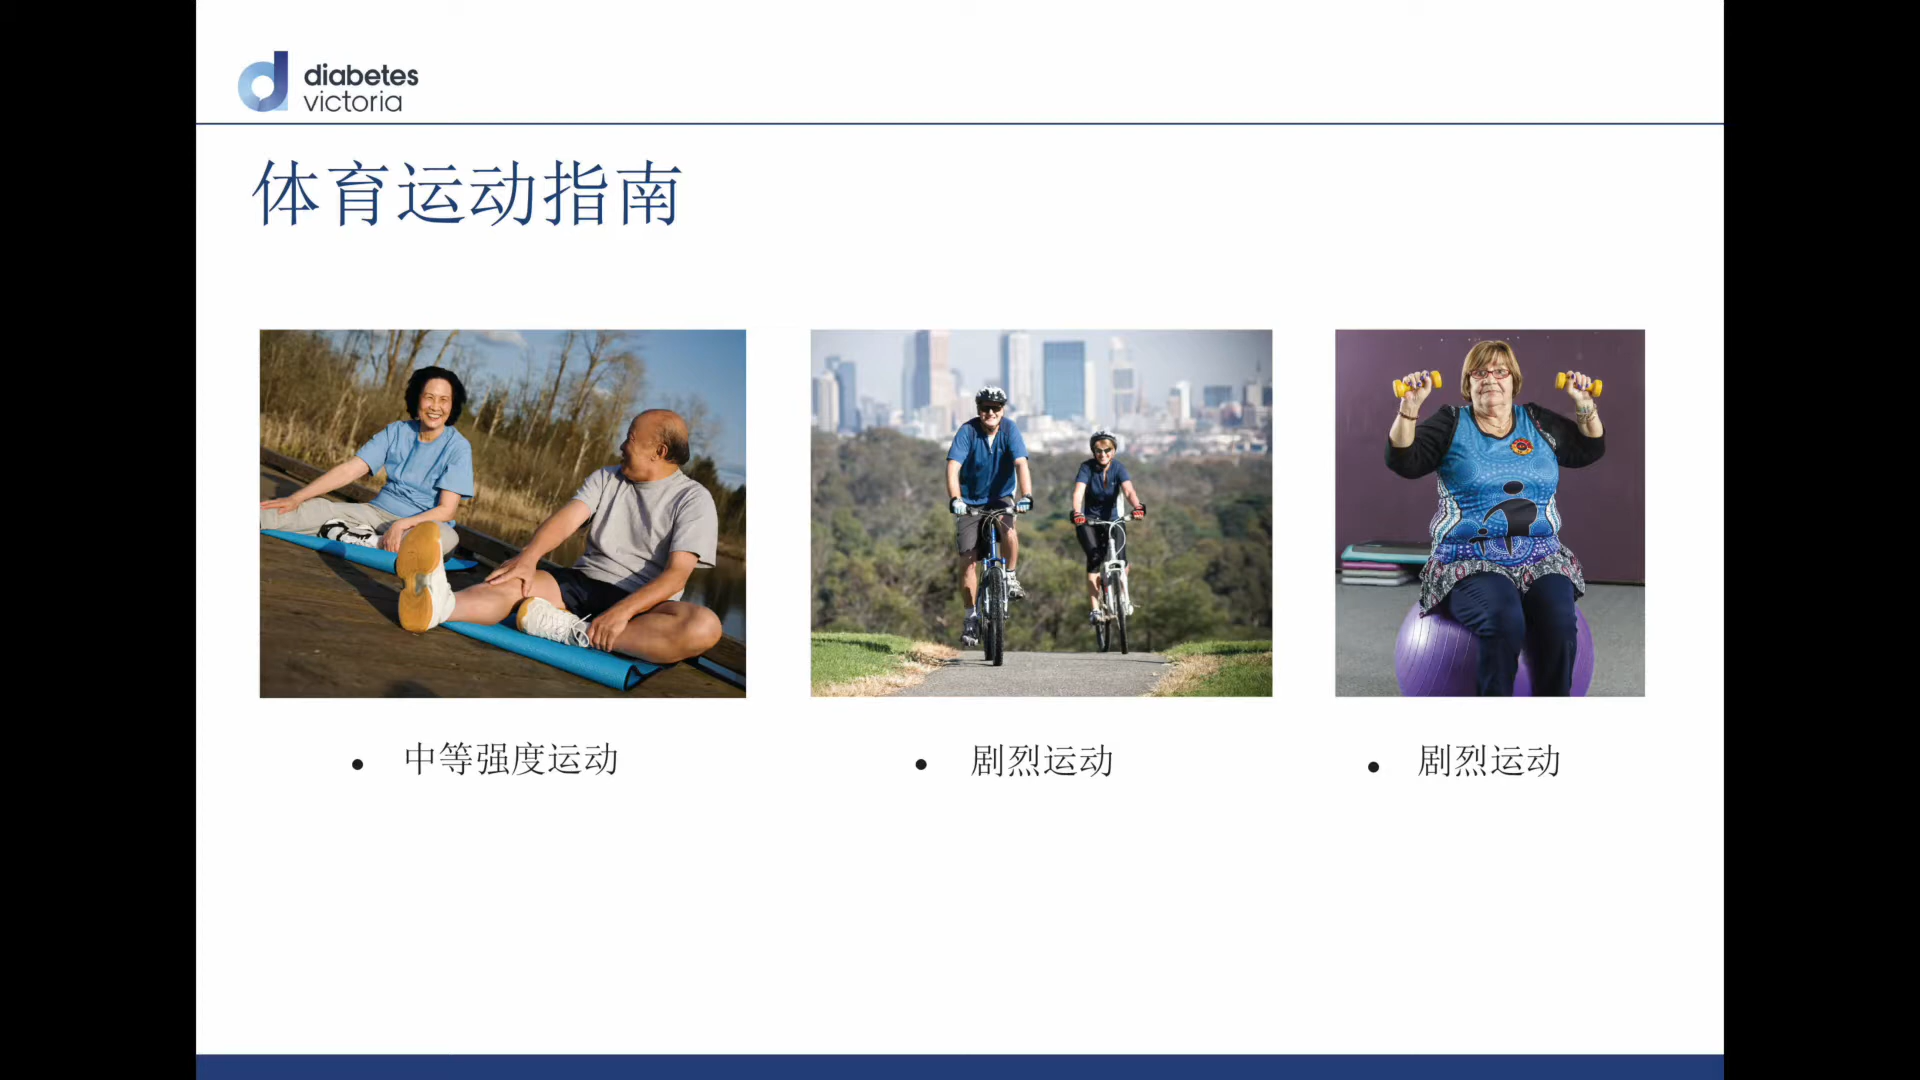 diabetes
victoria
体育运动指南
• 中等强度运动
• 剧烈运动
• 剧烈运动